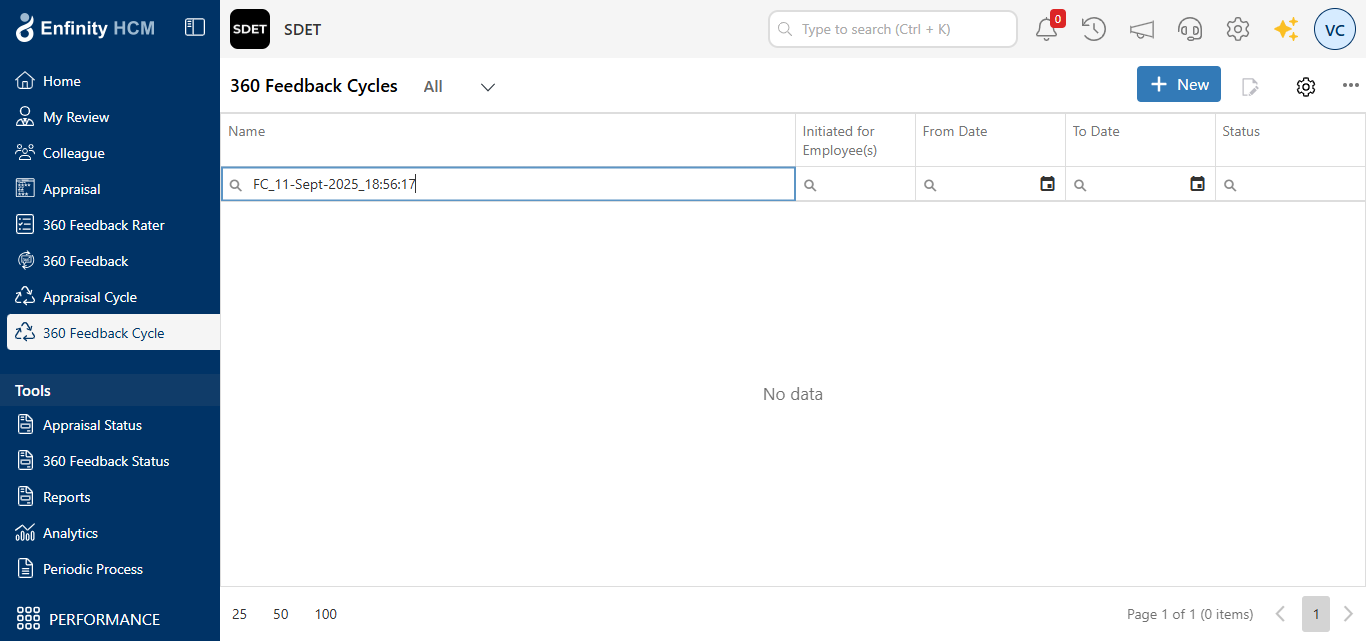 Enfinity HCM
SDET
SDET
Type to search (Ctrl + K)
0
VC
Home
My Review
Colleague
Appraisal
360 Feedback Rater
360 Feedback
Appraisal Cycle
360 Feedback Cycle
Tools
Appraisal Status
360 Feedback Status
Reports
Analytics
Periodic Process
PERFORMANCE
360 Feedback Cycles
All
New
Name
Initiated for
Employee(s)
From Date
To Date
Status
FC_11-Sept-2025_18:56:17
No data
25 50 100
Page 1 of 1 (0 items)
1